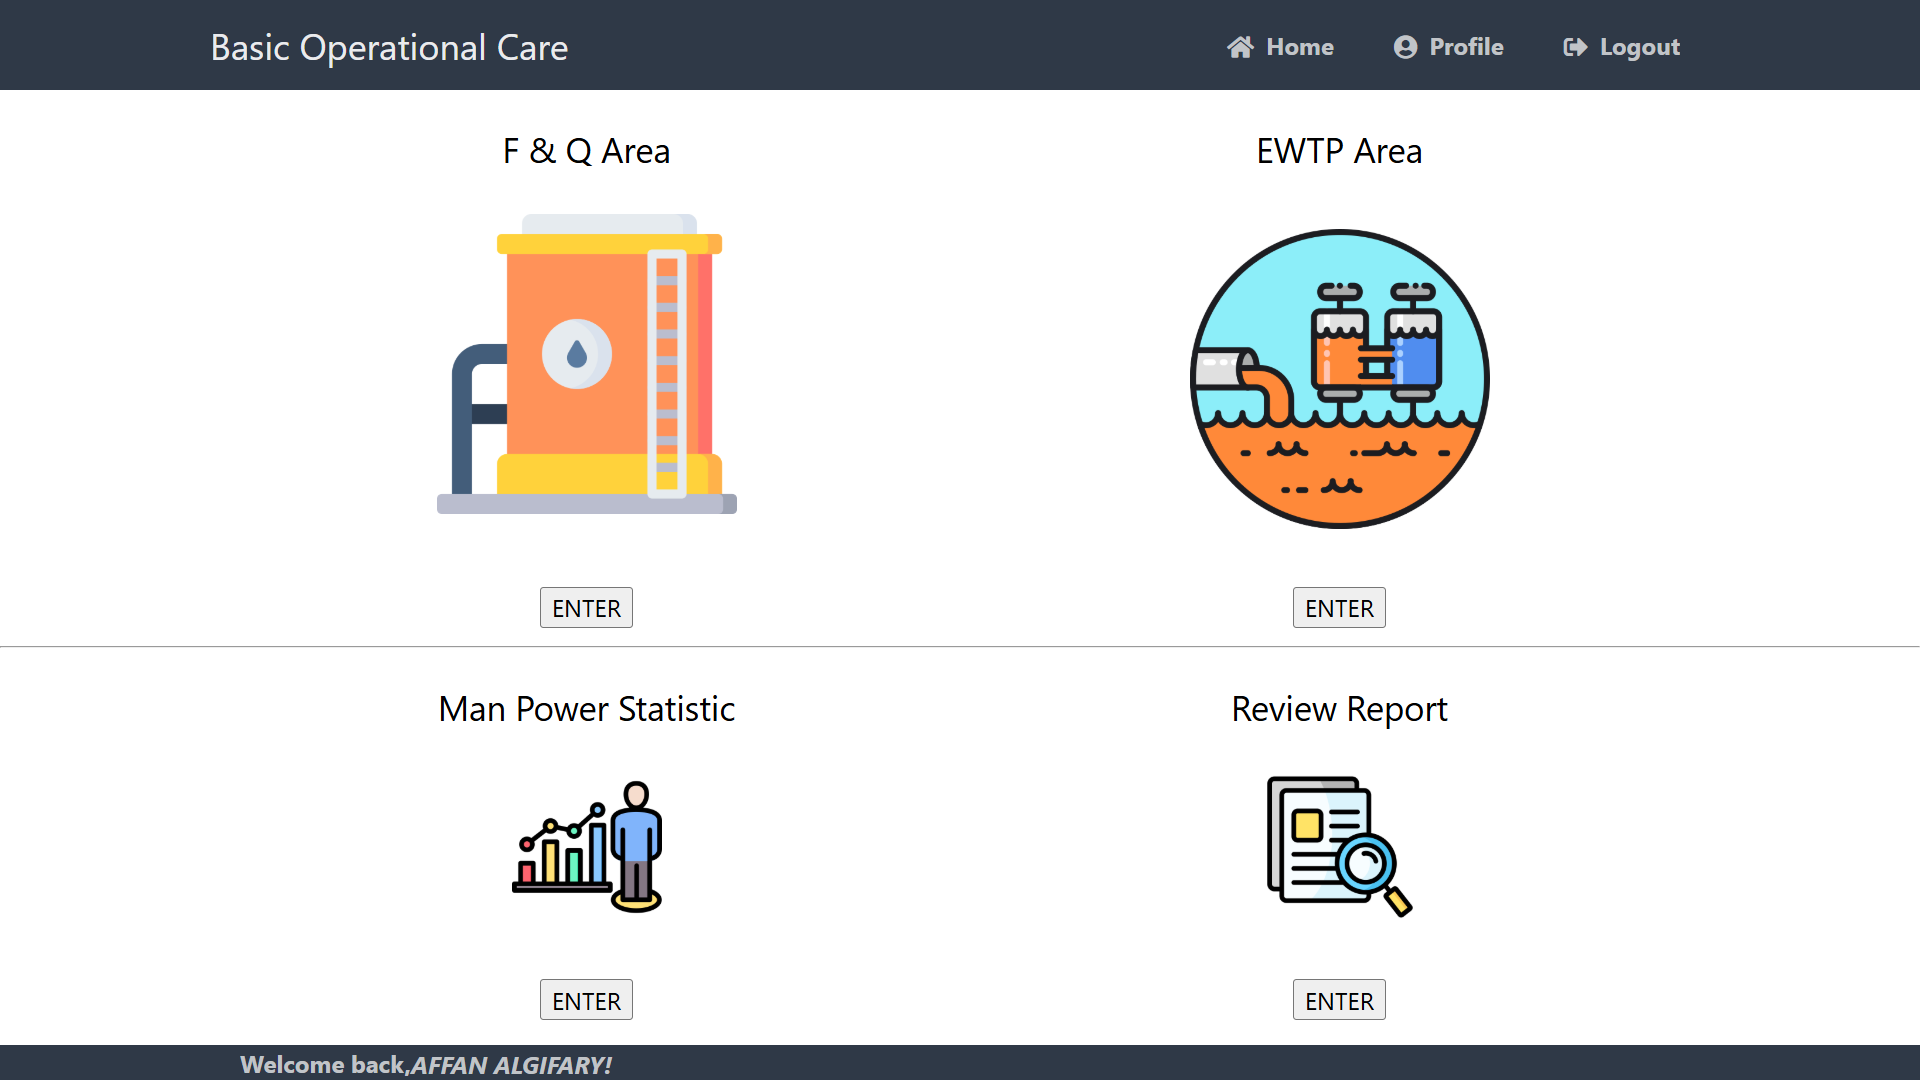 Basic Operational Care
Home Profile Logout
F & Q Area
EWTP Area
ENTER
ENTER
Man Power Statistic
Review Report
ENTER
ENTER
Welcome back,AFFAN ALGIFARY!